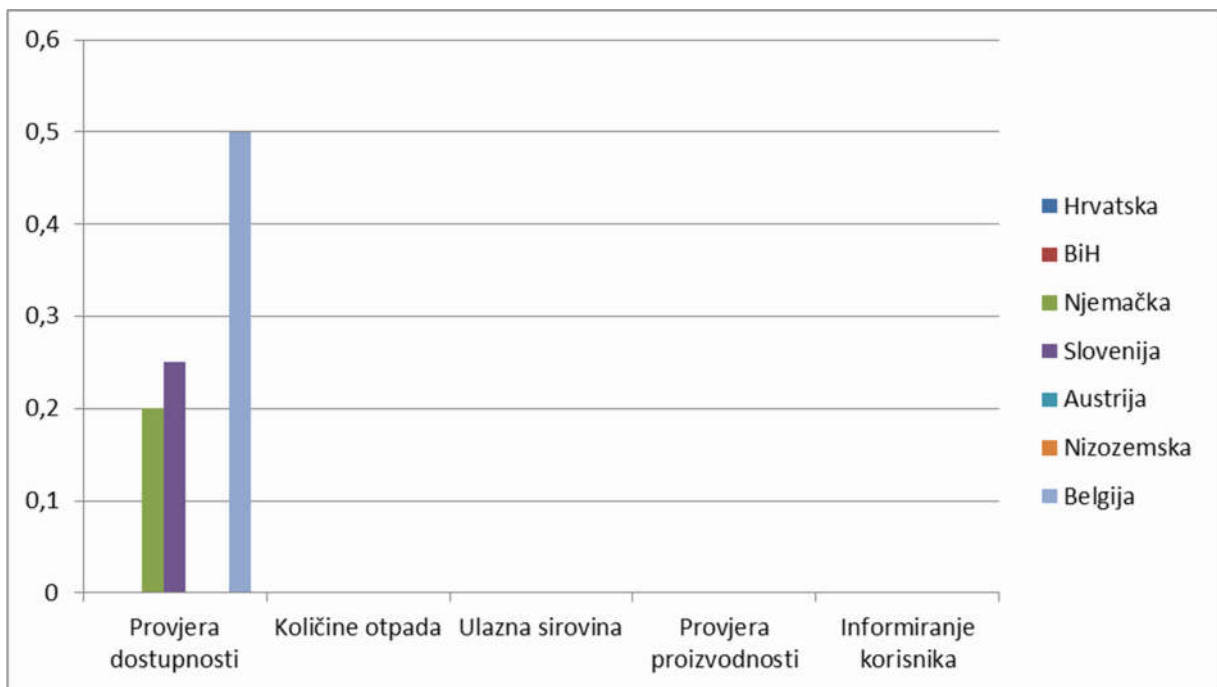 0,6
0,5
0,4
0,3
0,2
0,1
0
Provjera
dostupnosti
Količine otpada
Ulazna sirovina
Provjera
proizvodnosti
Informiranje
korisnika
Hrvatska
BiH
Njemačka
Slovenija
Austrija
Nizozemska
Belgija